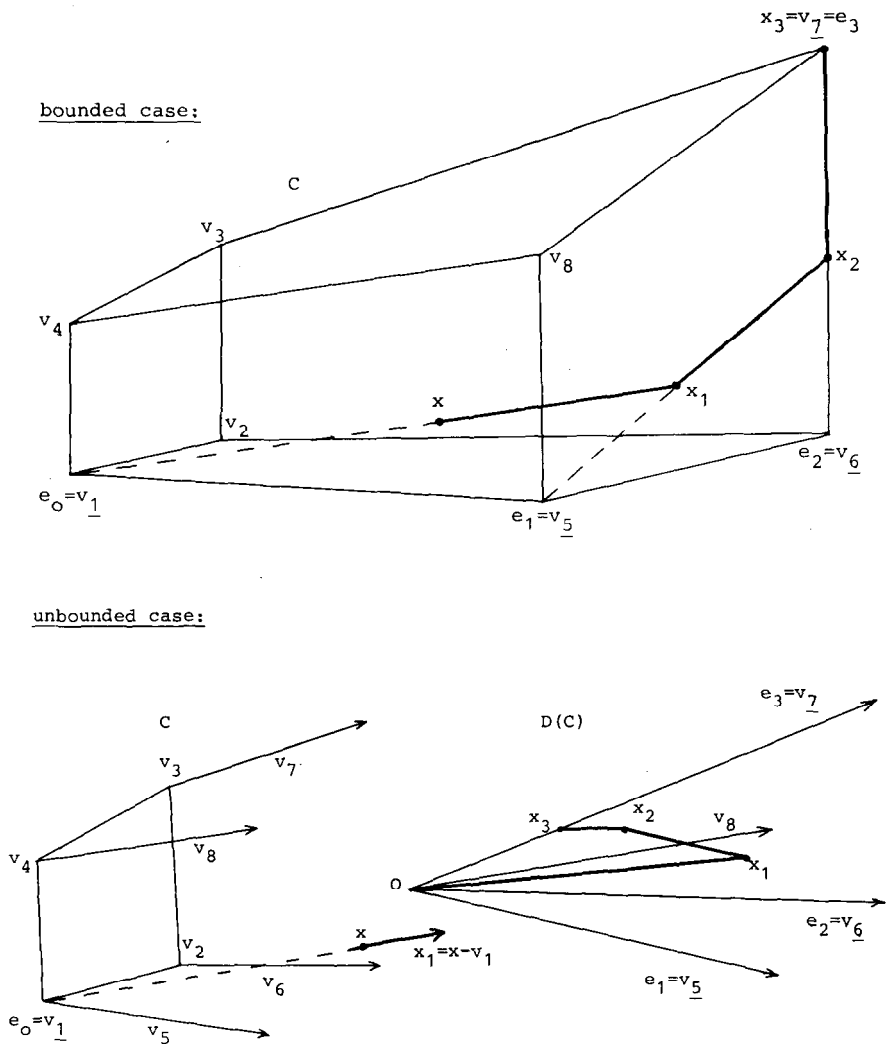 x₃=v₇=e₃
bounded case:
C
v₃
v₈
x₂
v₄
x
x₁
v₂
e₂=v₆
e₀=v₁
e₁=v₅
unbounded case:
C
D(C)
e₃=v₇
v₃
v₇
x₃
x₂
v₈
v₄
v₈
x₁
O
x
e₂=v₆
v₂
x₁=x-v₁
v₆
e₁=v₅
e₀=v₁
v₅